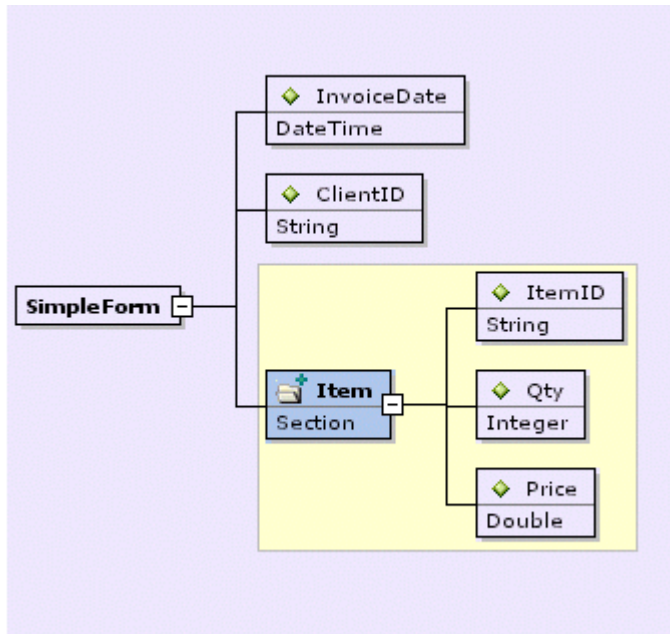 InvoiceDate
DateTime
ClientID
String
SimpleForm
Item
Section
ItemID
String
Qty
Integer
Price
Double